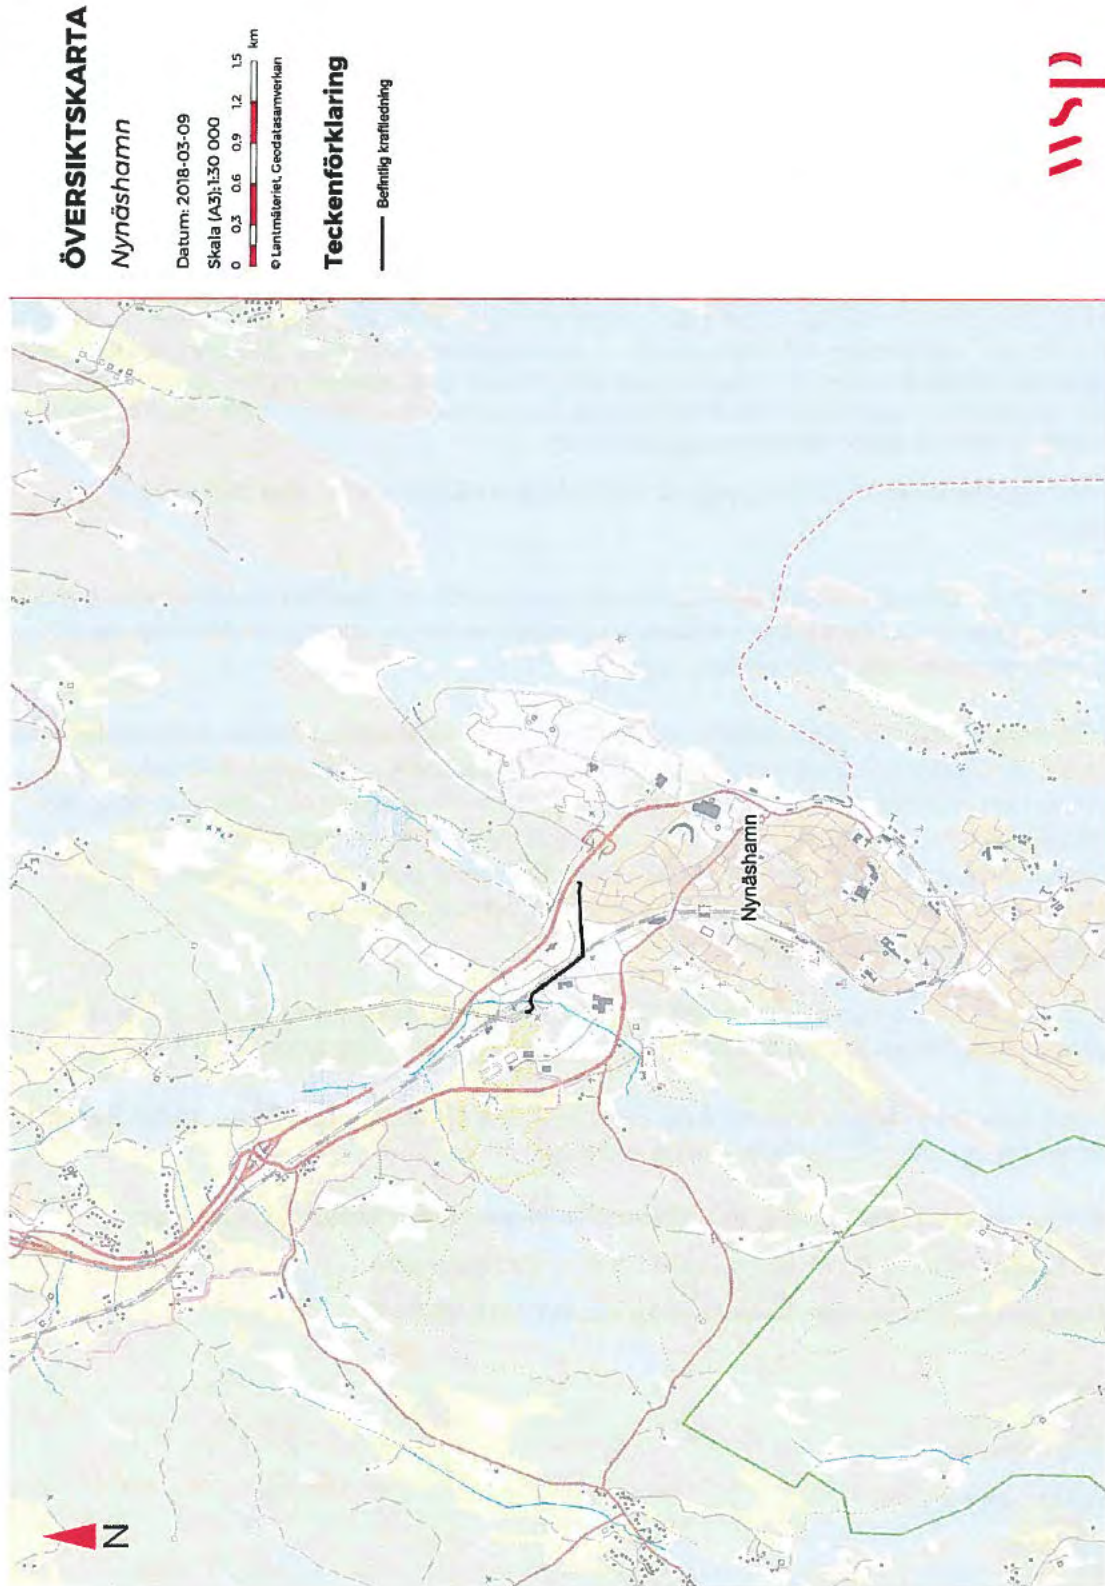 ÖVERSIKTSKARTA
Nynäshamn
Datum: 2018-03-09
Skala (A3):1:30 000
0 0,3 0,6 0,9 1,2 1,5
km
© Lantmäteriet, Geodatasamverkan
Teckenförklaring
Befintlig kraftledning
Nynäshamn
N
wsp